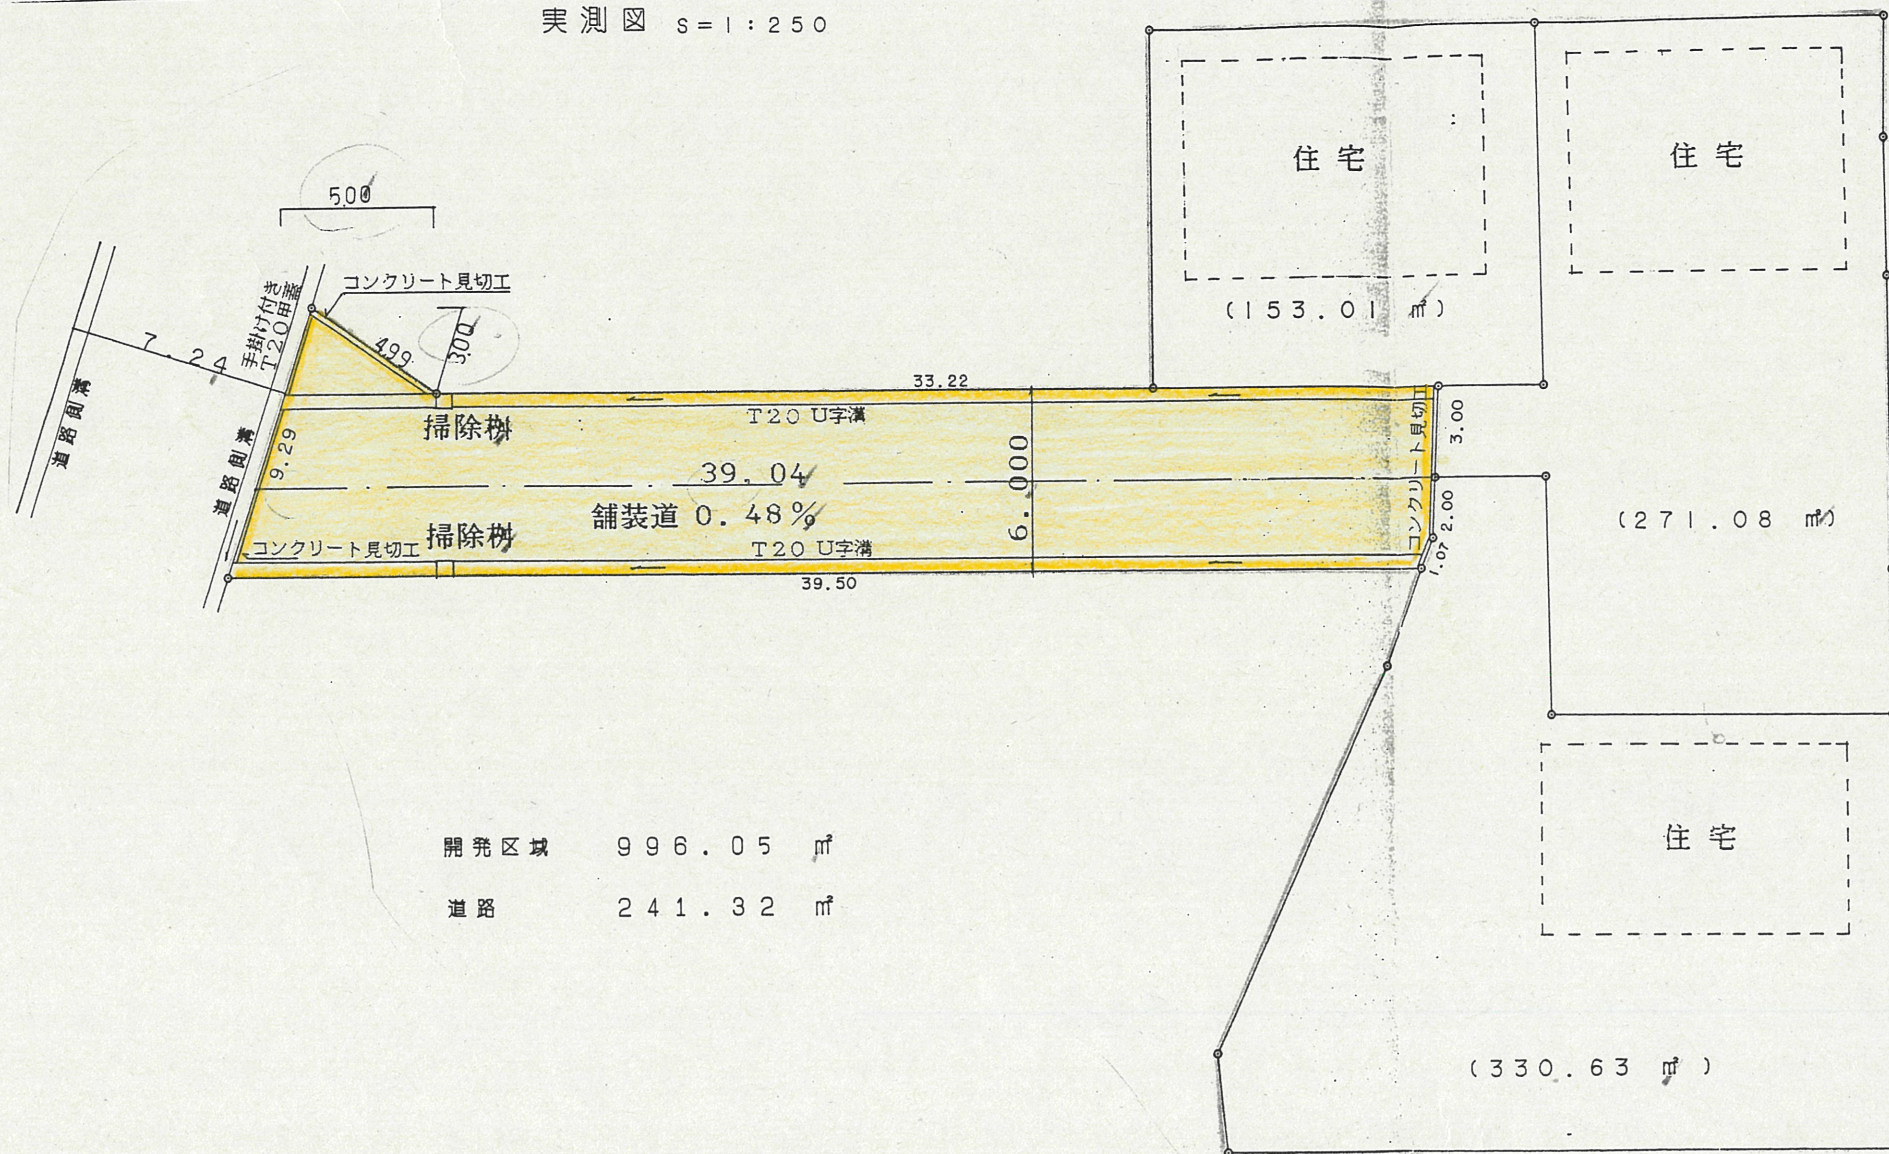 実測図 S=1:250
住宅
住宅
(153.01 ㎡)
5.00
コンクリート見切工
手掛け付き
T20甲蓋
7.24
4.99
3.00
道路側溝
道路側溝
9.29
掃除桝
33.22
T20 U字溝
39.04
舗装道 0.48%
6.000
コンクリート見切工
3.00
2.00
1.07
(271.08 ㎡)
コンクリート見切工
掃除桝
T20 U字溝
39.50
住宅
開発区域 996.05 ㎡
道路 241.32 ㎡
(330.63 ㎡)